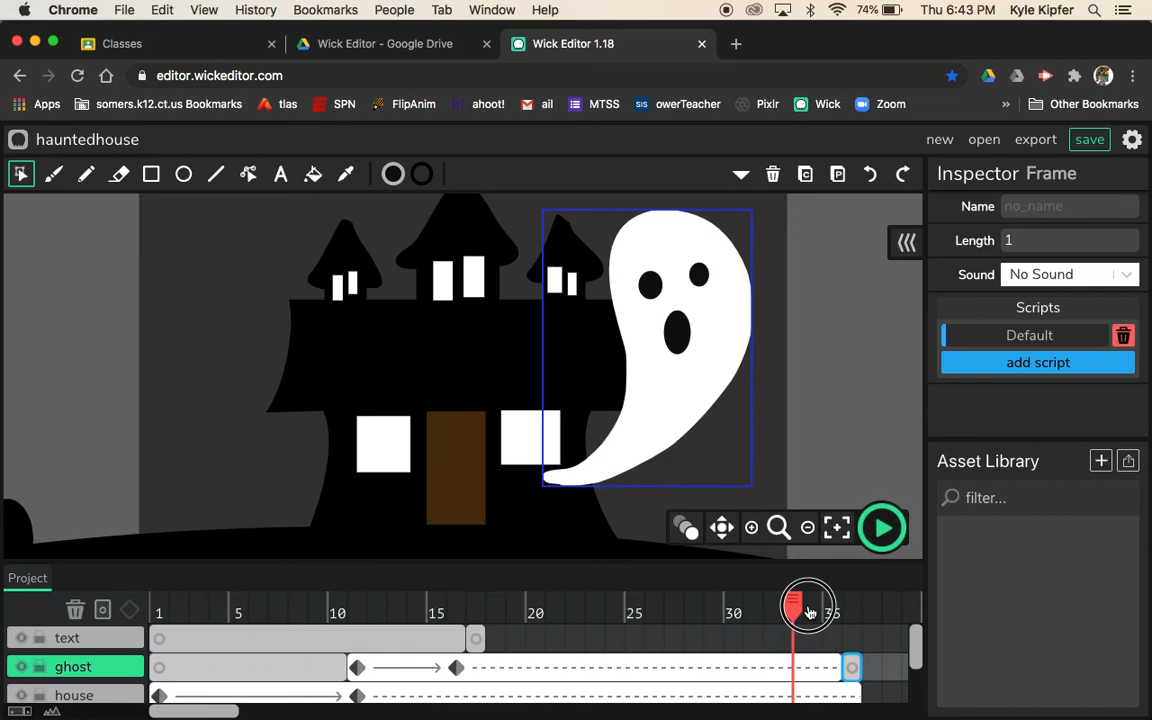 Chrome File Edit View History Bookmarks People Tab Window Help 74% Thu 6:43 PM Kyle Kipfer
Classes Wick Editor - Google Drive Wick Editor 1.18
editor.wickeditor.com
Apps somers.k12.ct.us Bookmarks tlas SPN FlipAnim ahoot! ail MTSS SIS owerTeacher Pixlr Wick Zoom » Other Bookmarks
hauntedhouse new open export save
Inspector Frame
Name no_name
Length 1
Sound No Sound
Scripts
Default
add script
Asset Library
filter...
Project
1 5 10 15 20 25 30 35
text
ghost
house